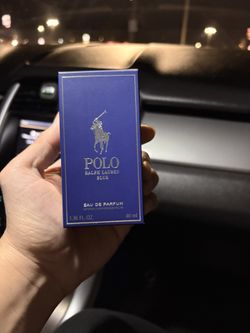 POLO
RALPH LAUREN
BLUE
EAU DE PARFUM
1.36 FL. OZ.
40 ml